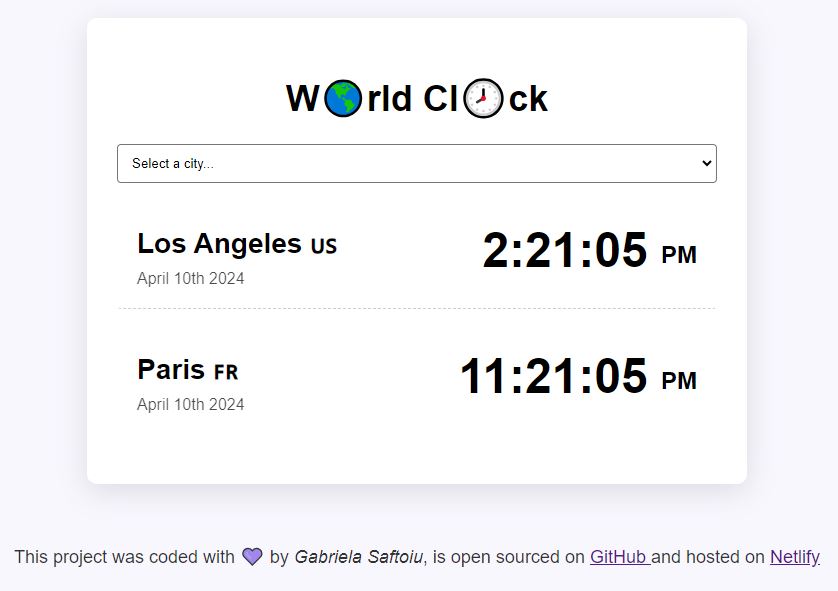 W🌎rld Cl🕗ck
Select a city...
Los Angeles US
2:21:05 PM
April 10th 2024
Paris FR
11:21:05 PM
April 10th 2024
This project was coded with 💜 by Gabriela Saftoiu, is open sourced on GitHub and hosted on Netlify